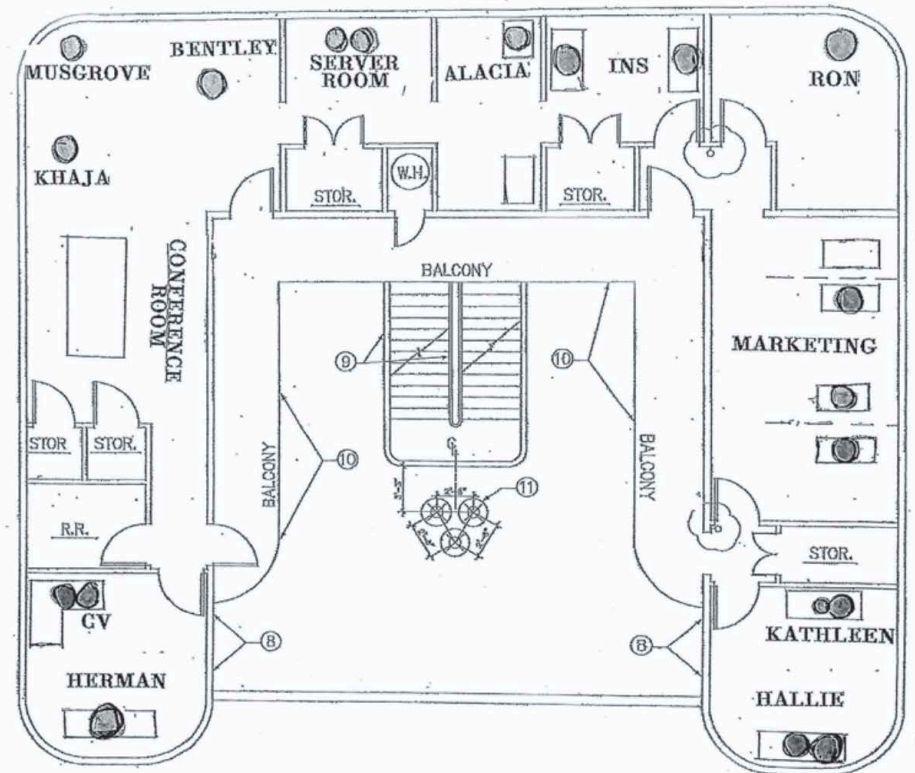 BENTLEY
MUSGROVE
SERVER
ROOM
ALACIA
INS
RON
KHAJA
STOR.
W.H.
STOR.
BALCONY
CONFERENCE
ROOM
MARKETING
9
10
STOR
STOR.
BALCONY
10
BALCONY
11
R.R.
STOR.
CV
8
8
KATHLEEN
HERMAN
HALLIE